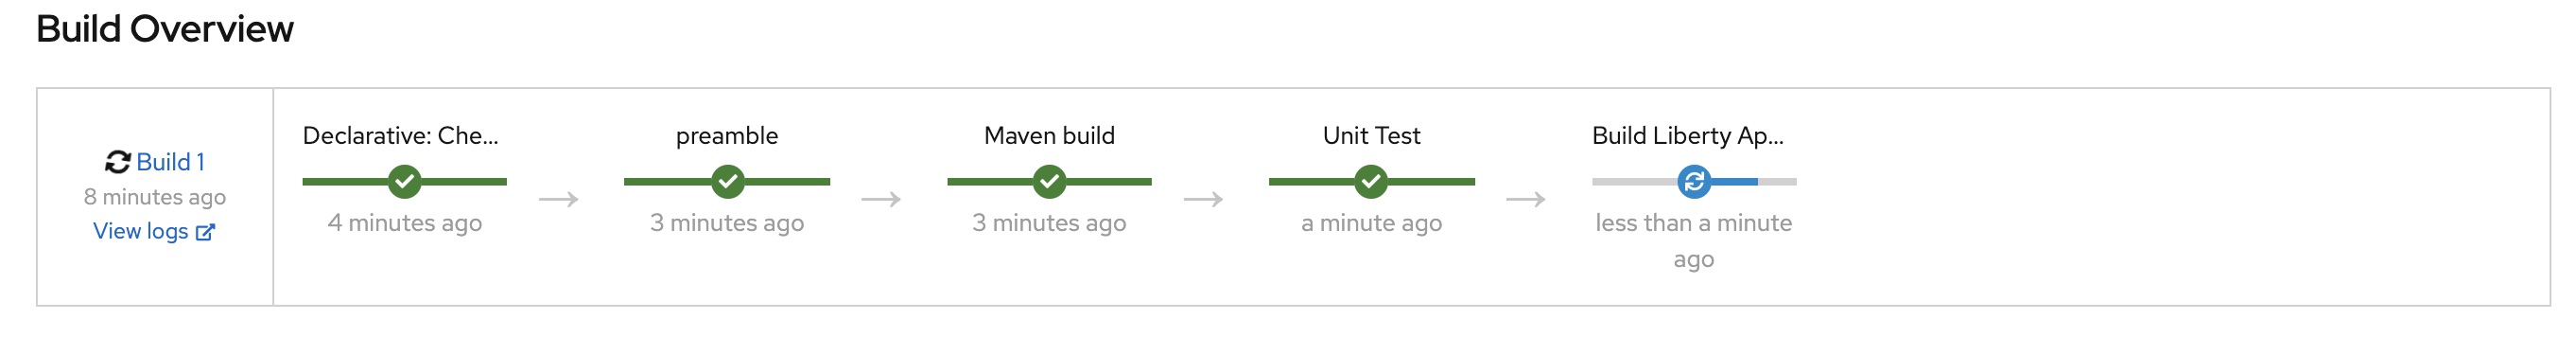 Build Overview
Build 1
8 minutes ago
View logs
Declarative: Che...
4 minutes ago
preamble
3 minutes ago
Maven build
3 minutes ago
Unit Test
a minute ago
Build Liberty Ap...
less than a minute
ago